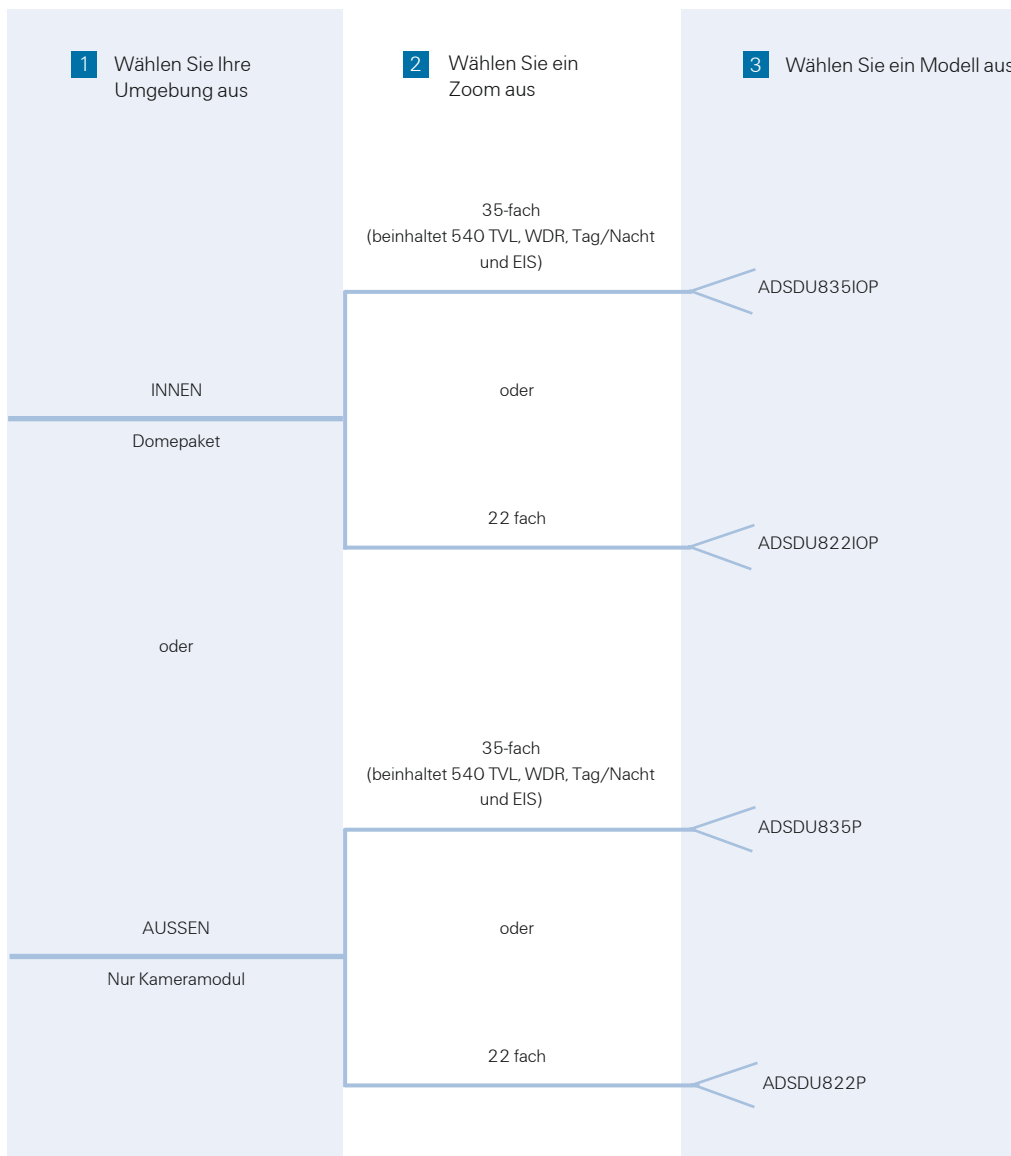 1 Wählen Sie Ihre
Umgebung aus
2 Wählen Sie ein
Zoom aus
3 Wählen Sie ein Modell aus
35-fach
(beinhaltet 540 TVL, WDR, Tag/Nacht
und EIS)
ADSDU835IOP
INNEN
oder
Domepaket
22 fach
ADSDU822IOP
oder
35-fach
(beinhaltet 540 TVL, WDR, Tag/Nacht
und EIS)
ADSDU835P
AUSSEN
oder
Nur Kameramodul
22 fach
ADSDU822P